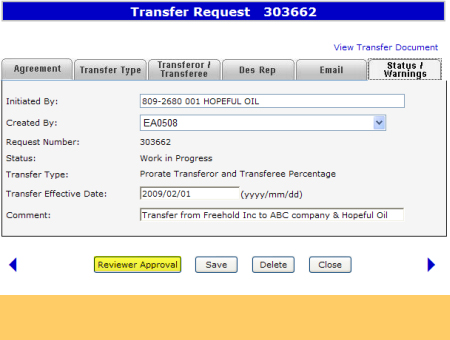 Transfer Request 303662
View Transfer Document
Agreement Transfer Type Transferor / Transferee Des Rep Email Status / Warnings
Initiated By: 809-2680 001 HOPEFUL OIL
Created By: EA0508
Request Number: 303662
Status: Work in Progress
Transfer Type: Prorate Transferor and Transferee Percentage
Transfer Effective Date: 2009/02/01 (yyyy/mm/dd)
Comment: Transfer from Freehold Inc to ABC company & Hopeful Oil
Reviewer Approval Save Delete Close